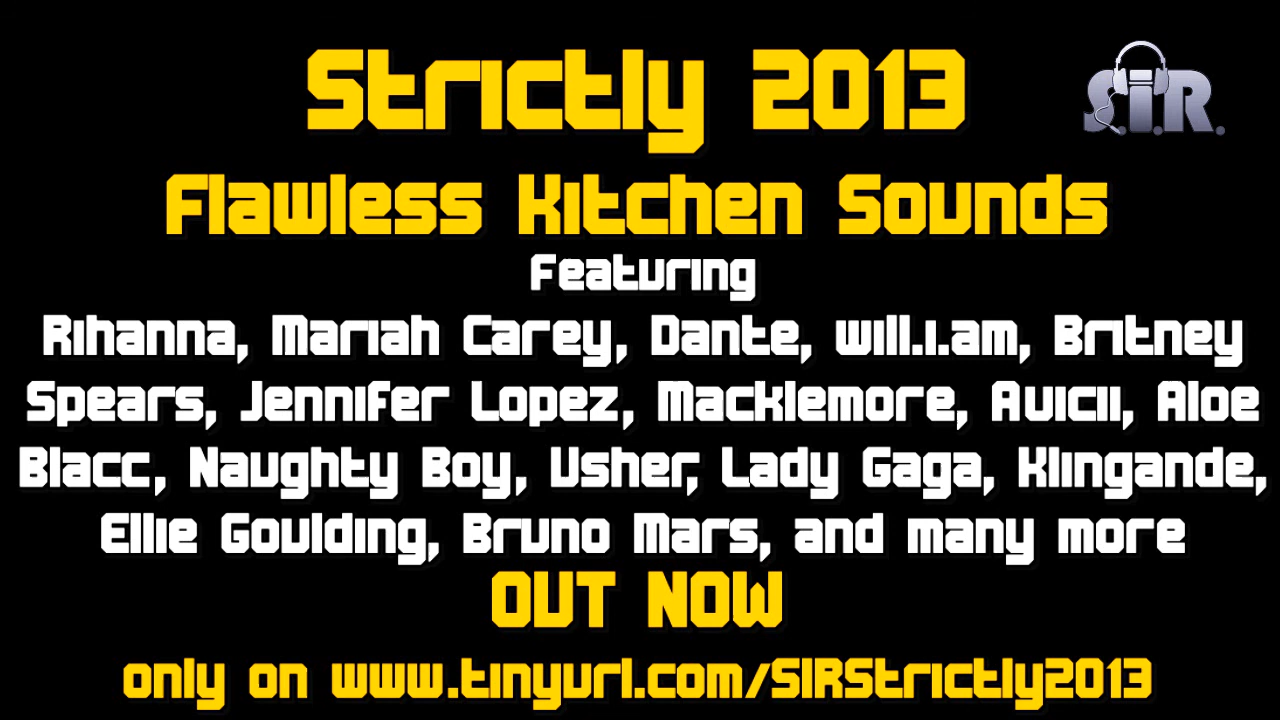 Strictly 2013
S.I.R.
Flawless Kitchen Sounds
Featuring
Rihanna, Mariah Carey, Dante, will.i.am, Britney
Spears, Jennifer Lopez, Macklemore, Avicii, Aloe
Blacc, Naughty Boy, Usher, Lady Gaga, Klingande,
Ellie Goulding, Bruno Mars, and many more
OUT NOW
only on www.tinyurl.com/SIRStrictly2013